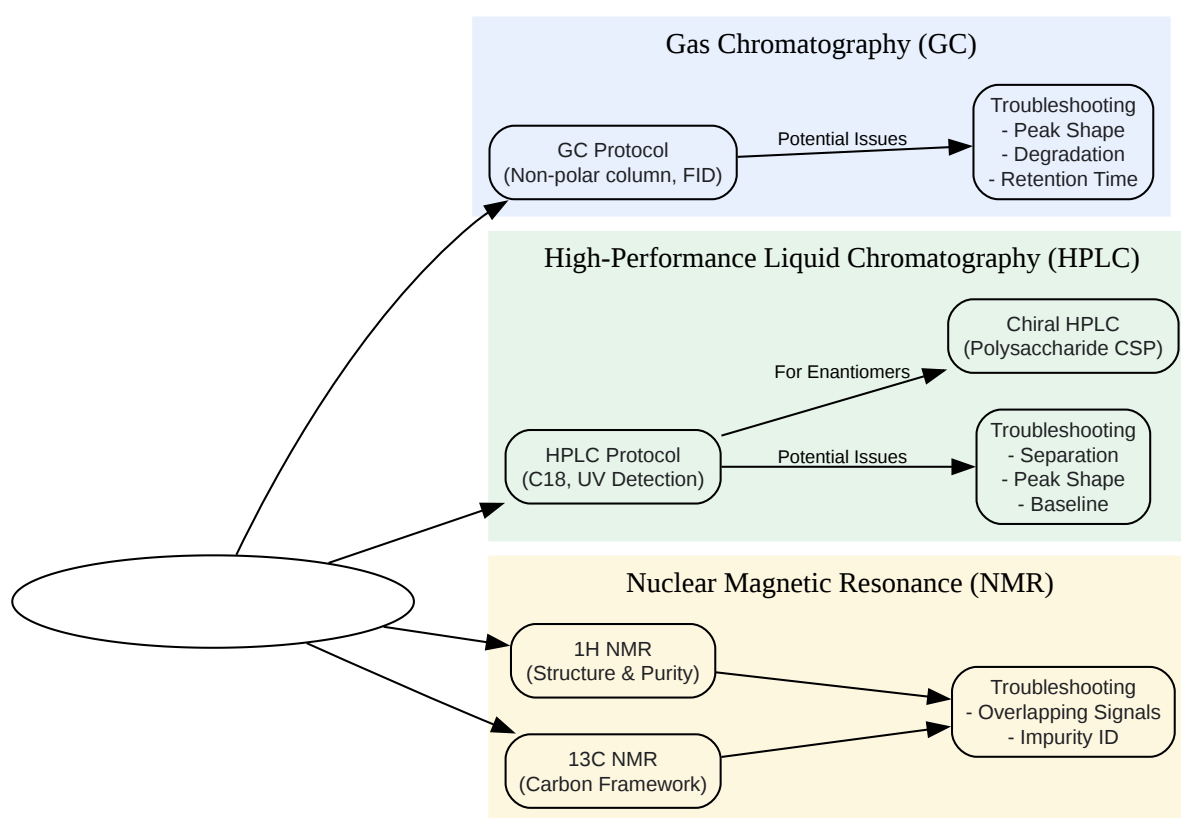 Gas Chromatography (GC)
GC Protocol
(Non-polar column, FID)
Potential Issues
Troubleshooting
- Peak Shape
- Degradation
- Retention Time
High-Performance Liquid Chromatography (HPLC)
HPLC Protocol
(C18, UV Detection)
For Enantiomers
Chiral HPLC
(Polysaccharide CSP)
Potential Issues
Troubleshooting
- Separation
- Peak Shape
- Baseline
Nuclear Magnetic Resonance (NMR)
1H NMR
(Structure & Purity)
13C NMR
(Carbon Framework)
Troubleshooting
- Overlapping Signals
- Impurity ID